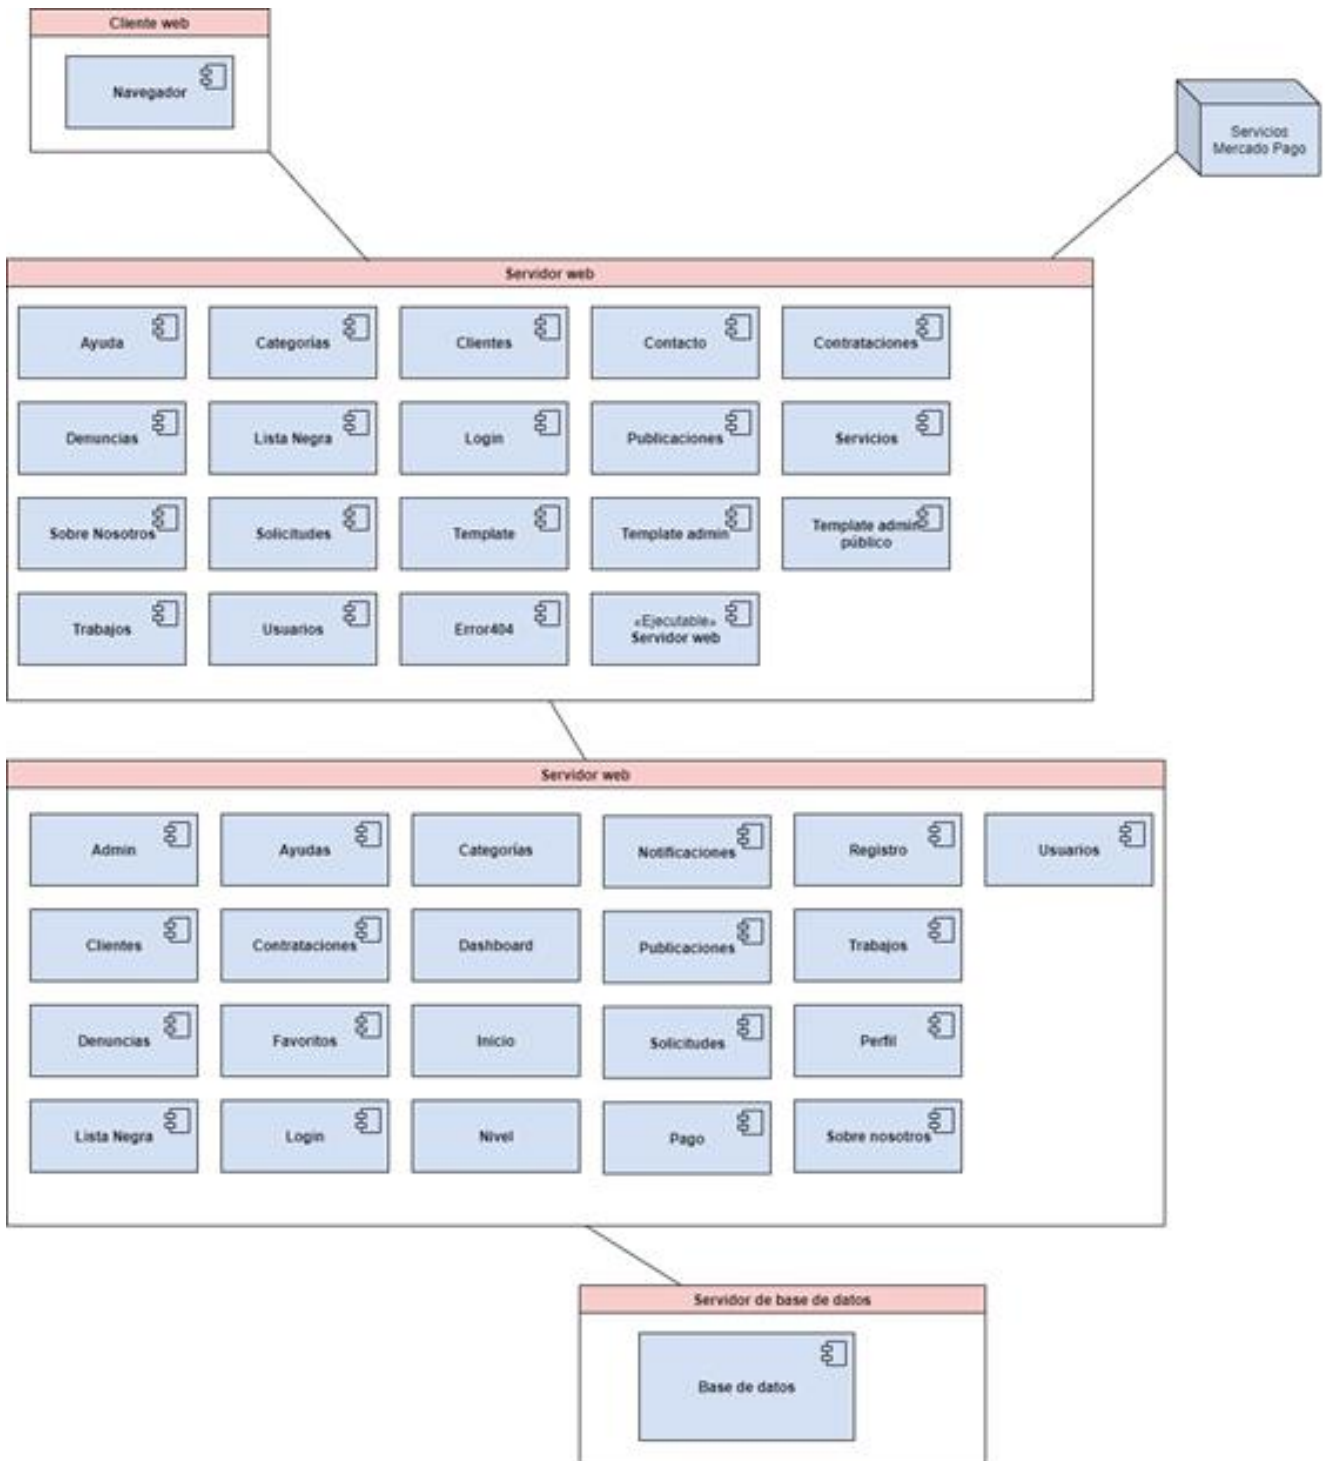 Cliente web
Navegador
Servicios
Mercado Pago
Servidor web
Ayuda
Categorías
Clientes
Contacto
Contrataciones
Denuncias
Lista Negra
Login
Publicaciones
Servicios
Sobre Nosotros
Solicitudes
Template
Template admin
Template admin
público
Trabajos
Usuarios
Error404
«Ejecutable»
Servidor web
Servidor web
Admin
Ayudas
Categorías
Notificaciones
Registro
Usuarios
Clientes
Contrataciones
Dashboard
Publicaciones
Trabajos
Denuncias
Favoritos
Inicio
Solicitudes
Perfil
Lista Negra
Login
Nivel
Pago
Sobre nosotros
Servidor de base de datos
Base de datos